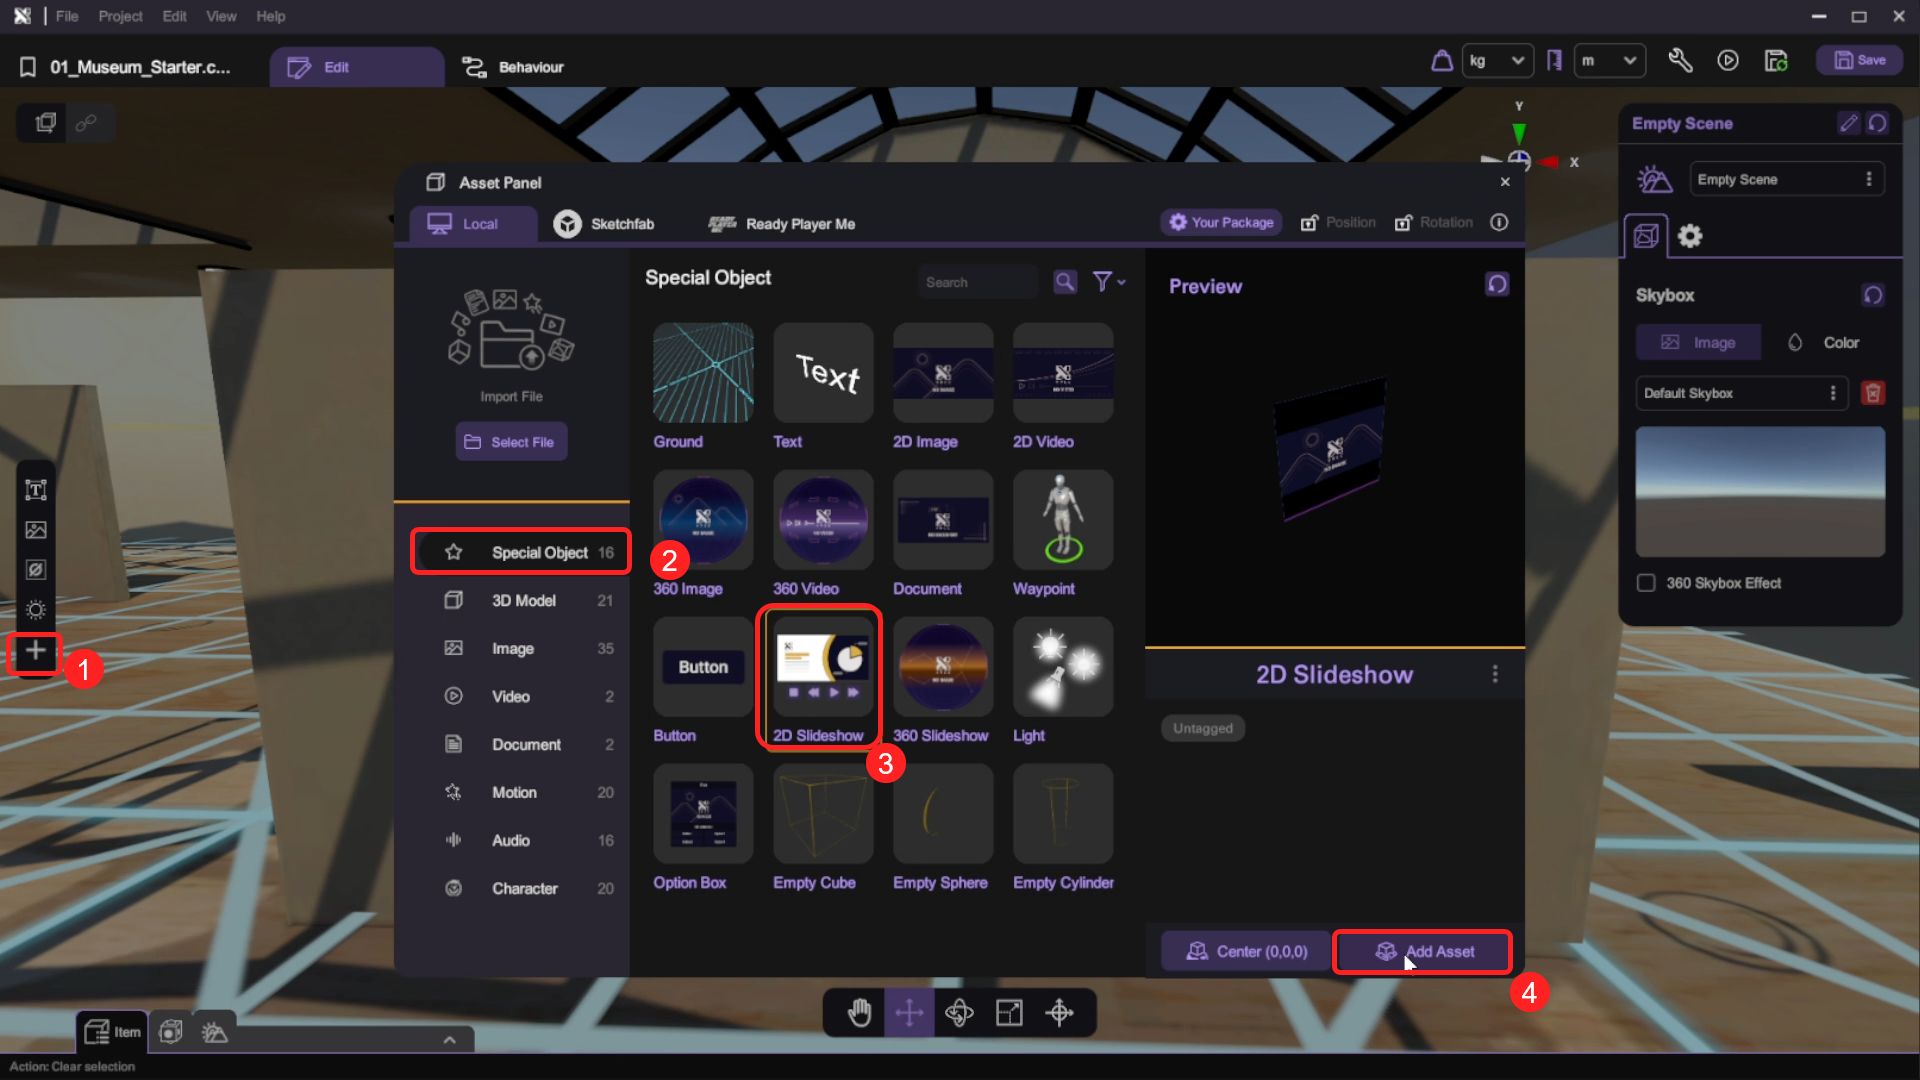 File Project Edit View Help
01_Museum_Starter.c...
Edit
Behaviour
kg
m
Save
Y
X
Asset Panel
Local
Sketchfab
READY PLAYER ME
Ready Player Me
Your Package
Position
Rotation
Import File
Select File
Special Object 16
3D Model 21
Image 35
Video 2
Document 2
Motion 20
Audio 16
Character 20
Special Object
Search
Text
Ground
Text
2D Image
2D Video
360 Image
360 Video
Document
Waypoint
Button
Button
2D Slideshow
360 Slideshow
Light
Option Box
Empty Cube
Empty Sphere
Empty Cylinder
Preview
2D Slideshow
Untagged
Center (0,0,0)
Add Asset
1
2
3
4
Empty Scene
Empty Scene
Skybox
Image
Color
Default Skybox
360 Skybox Effect
Item
Action: Clear selection